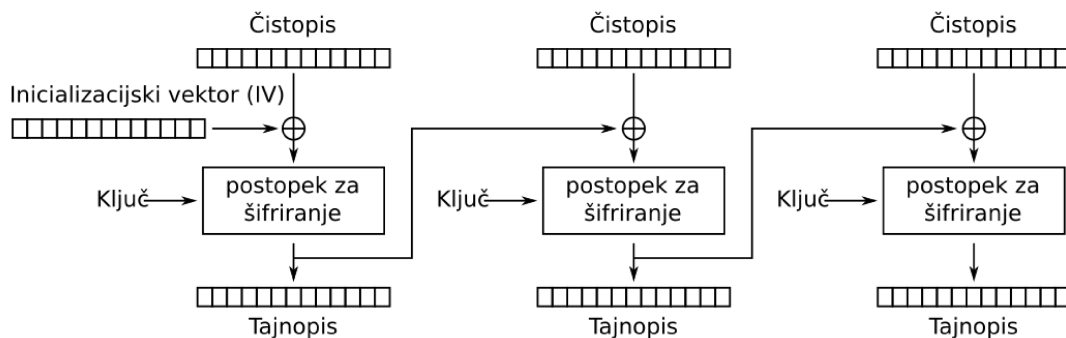 Čistopis
Čistopis
Čistopis
Inicializacijski vektor (IV)
Ključ
postopek za
šifriranje
Ključ
postopek za
šifriranje
Ključ
postopek za
šifriranje
Tajnopis
Tajnopis
Tajnopis